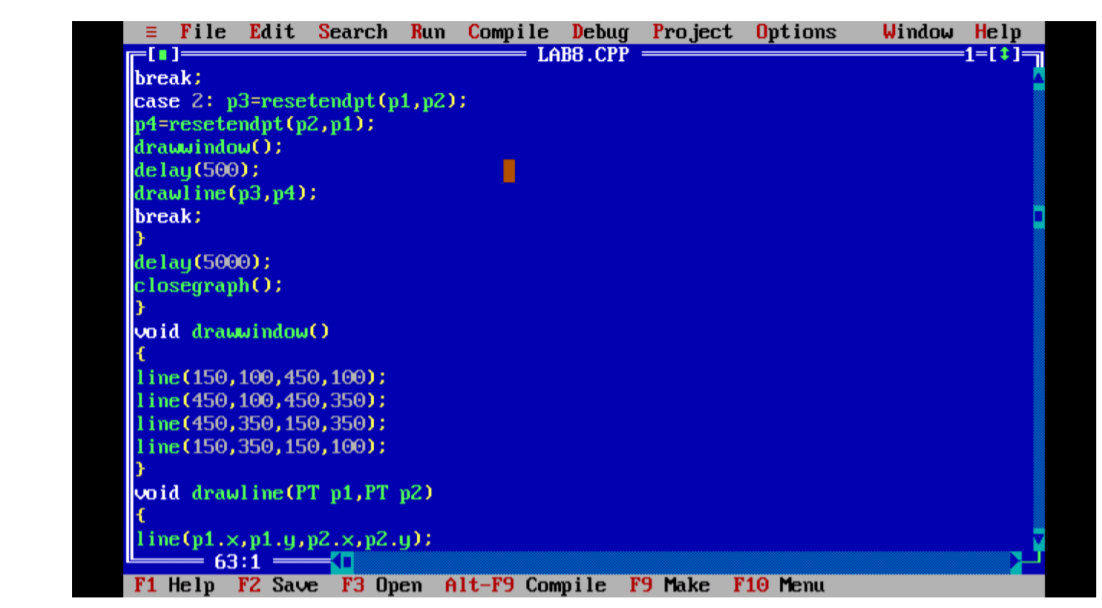 ≡ File Edit Search Run Compile Debug Project Options Window Help
[■] LAB8.CPP 1=[↕]
break;
case 2: p3=resetendpt(p1,p2);
p4=resetendpt(p2,p1);
drawwindow();
delay(500);
drawline(p3,p4);
break;
}
delay(5000);
closegraph();
}
void drawwindow()
{
line(150,100,450,100);
line(450,100,450,350);
line(450,350,150,350);
line(150,350,150,100);
}
void drawline(PT p1,PT p2)
{
line(p1.x,p1.y,p2.x,p2.y);
63:1
F1 Help F2 Save F3 Open Alt-F9 Compile F9 Make F10 Menu